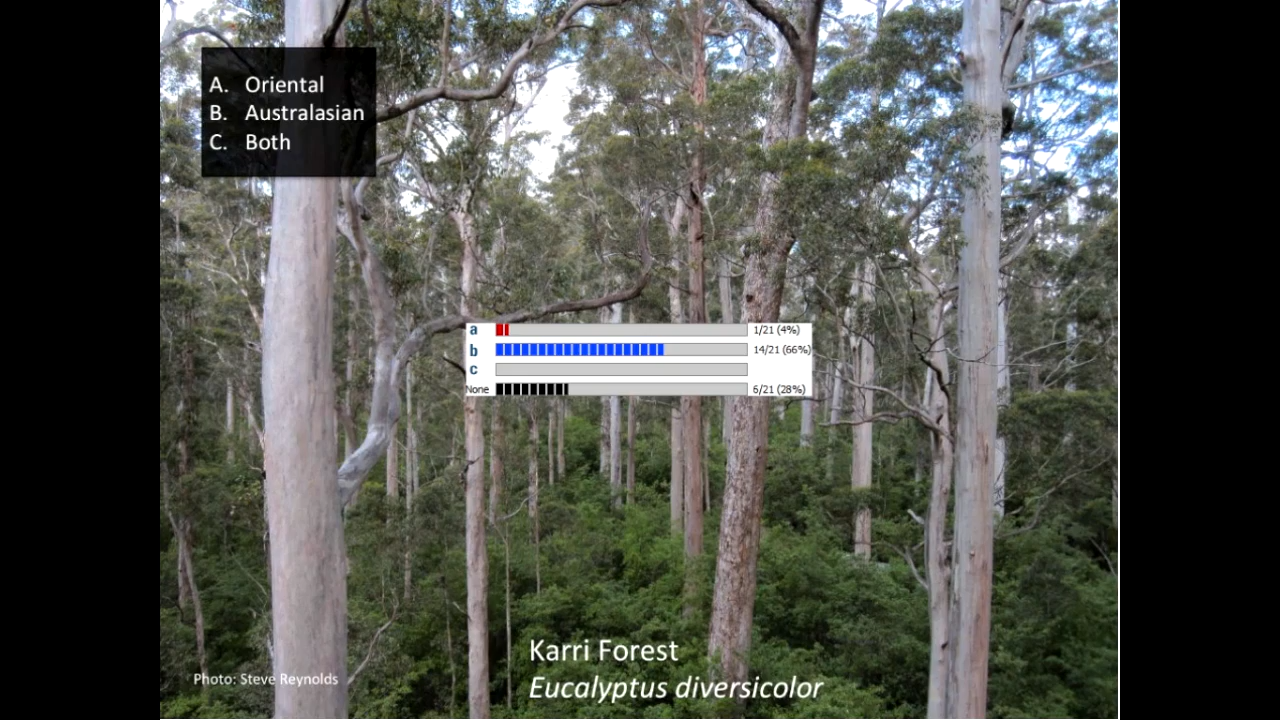 A. Oriental
B. Australasian
C. Both
a 1/21 (4%)
b 14/21 (66%)
c
None 6/21 (28%)
Karri Forest
Photo: Steve Reynolds
Eucalyptus diversicolor